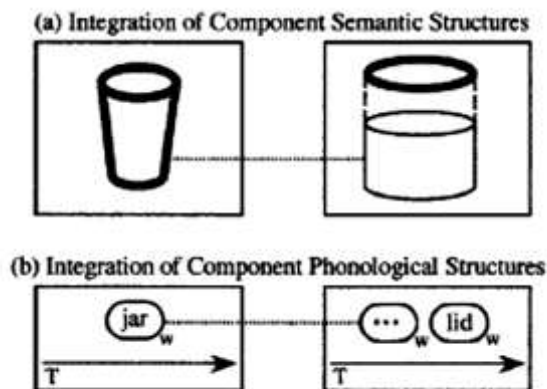 (a) Integration of Component Semantic Structures
(b) Integration of Component Phonological Structures
jar w ... w lid w
T T